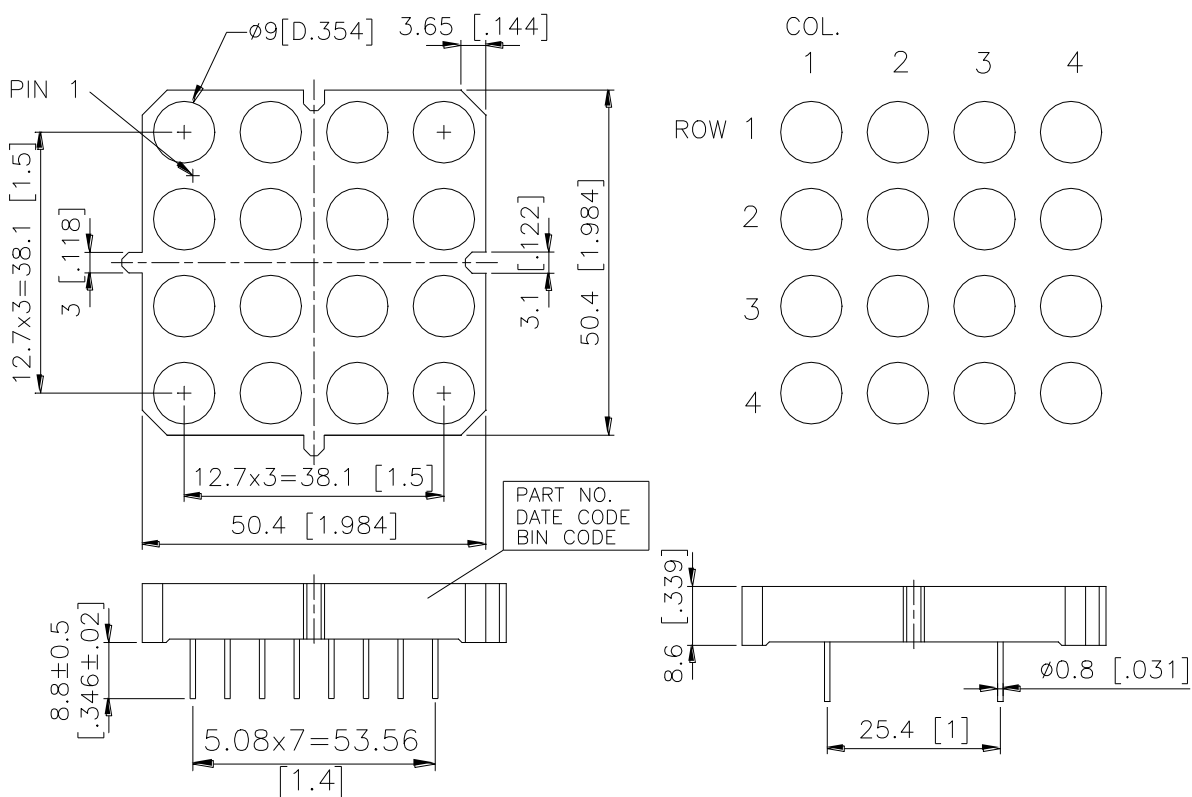 ø9[D.354]
3.65 [.144]
PIN 1
12.7x3=38.1 [1.5]
3 [.118]
3.1 [.122]
50.4 [1.984]
12.7x3=38.1 [1.5]
50.4 [1.984]
COL.
1 2 3 4
ROW 1
2
3
4
PART NO.
DATE CODE
BIN CODE
8.8±0.5
[.346±.02]
5.08x7=53.56
[1.4]
8.6 [.339]
ø0.8 [.031]
25.4 [1]